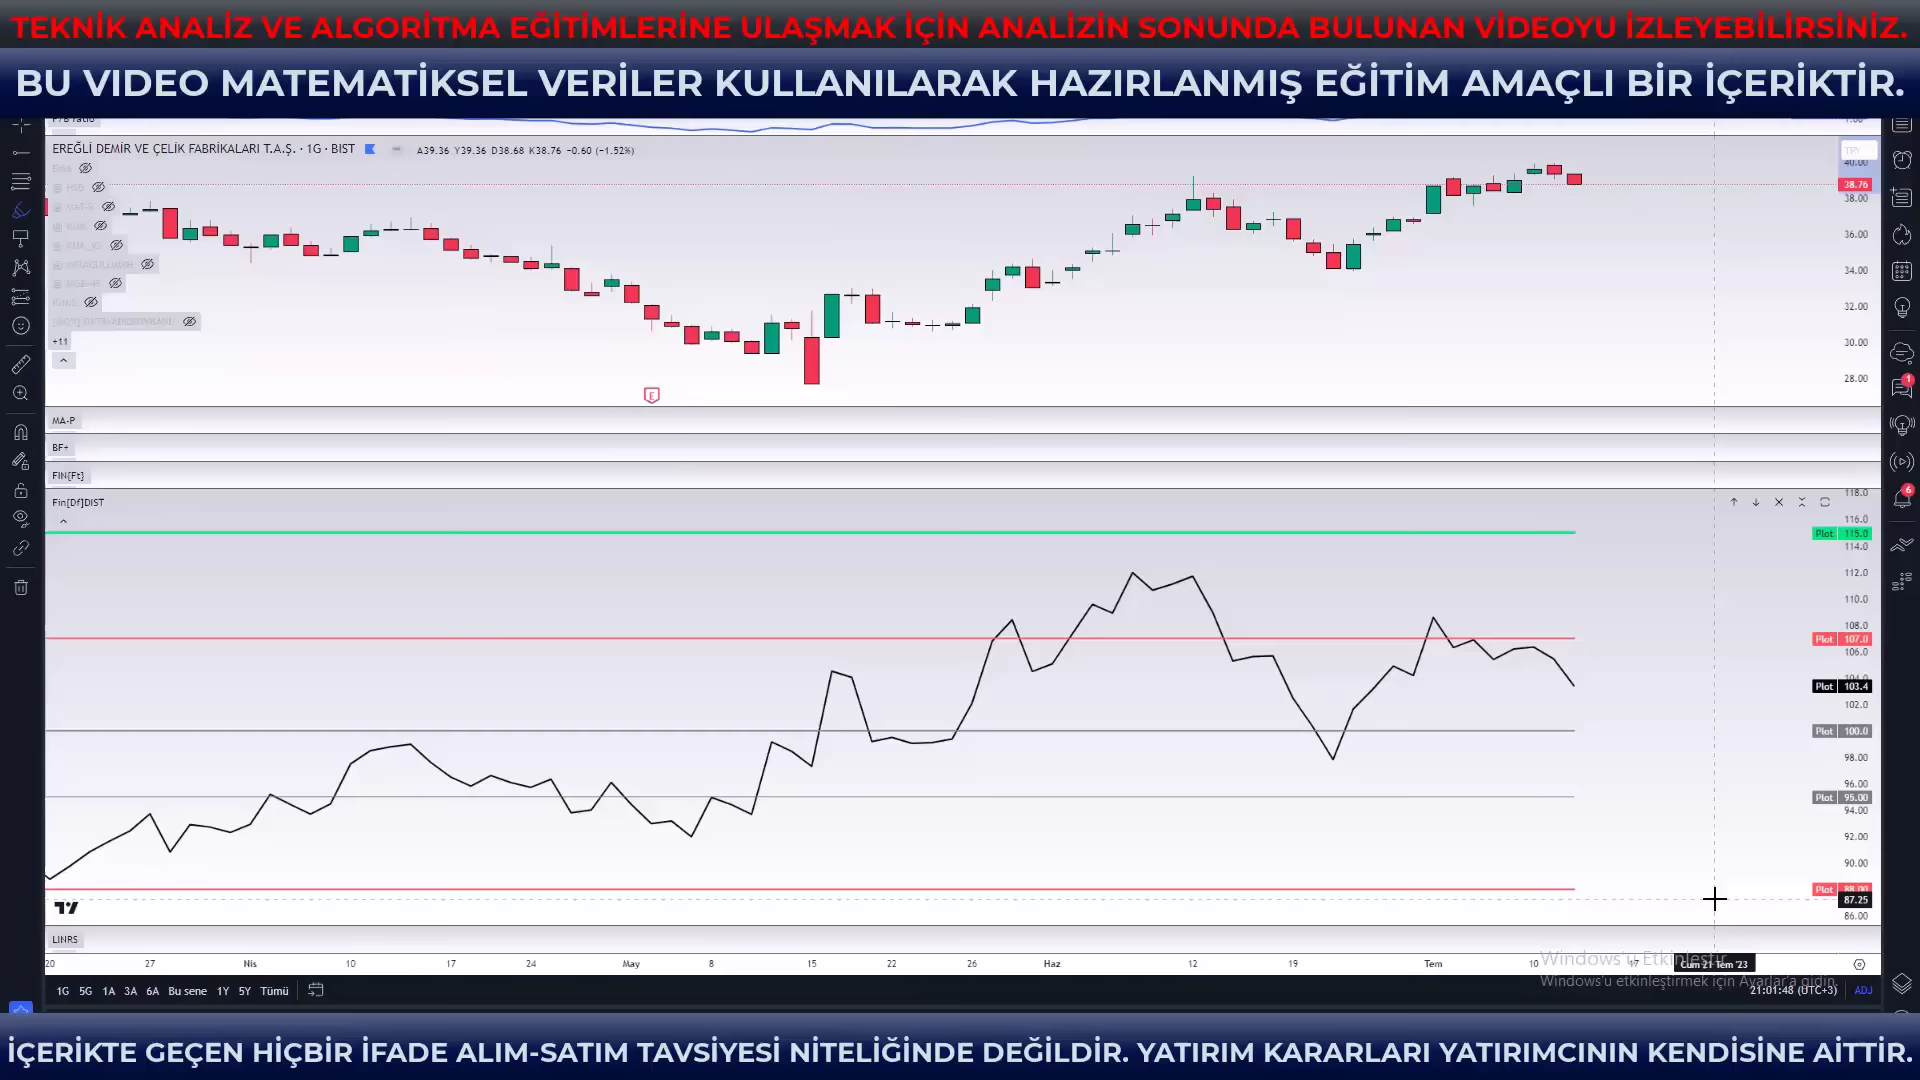 TEKNİK ANALİZ VE ALGORİTMA EĞİTİMLERİNE ULAŞMAK İÇİN ANALİZİN SONUNDA BULUNAN VİDEOYU İZLEYEBİLİRSİNİZ.
BU VIDEO MATEMATİKSEL VERİLER KULLANILARAK HAZIRLANMIŞ EĞİTİM AMAÇLI BİR İÇERİKTİR.
EREĞLİ DEMİR VE ÇELİK FABRİKALARI T.A.Ş. · 1G · BIST A39.36 Y39.36 D38.68 K38.76 −0.60 (−1.52%)
TRY
40.00
38.76
38.00
36.00
34.00
32.00
30.00
28.00
+11
E
MA-P
BF+
FIN[Ft]
Fin[Df]DIST
118.0
116.0
Plot 115.0
114.0
112.0
110.0
108.0
Plot 107.0
106.0
104.0
Plot 103.4
102.0
Plot 100.0
98.00
96.00
Plot 95.00
94.00
92.00
90.00
Plot 88.00
87.25
86.00
LINRS
20 27 Nis 10 17 24 May 8 15 22 26 Haz 12 19 Tem 10 17 Cum 21 Tem '23
Windows'u Etkinleştir
Windows'u etkinleştirmek için Ayarlar'a gidin.
1G 5G 1A 3A 6A Bu sene 1Y 5Y Tümü
21:01:48 (UTC+3) ADJ
1
6
İÇERİKTE GEÇEN HİÇBİR İFADE ALIM-SATIM TAVSİYESİ NİTELİĞİNDE DEĞİLDİR. YATIRIM KARARLARI YATIRIMCININ KENDİSİNE AİTTİR.